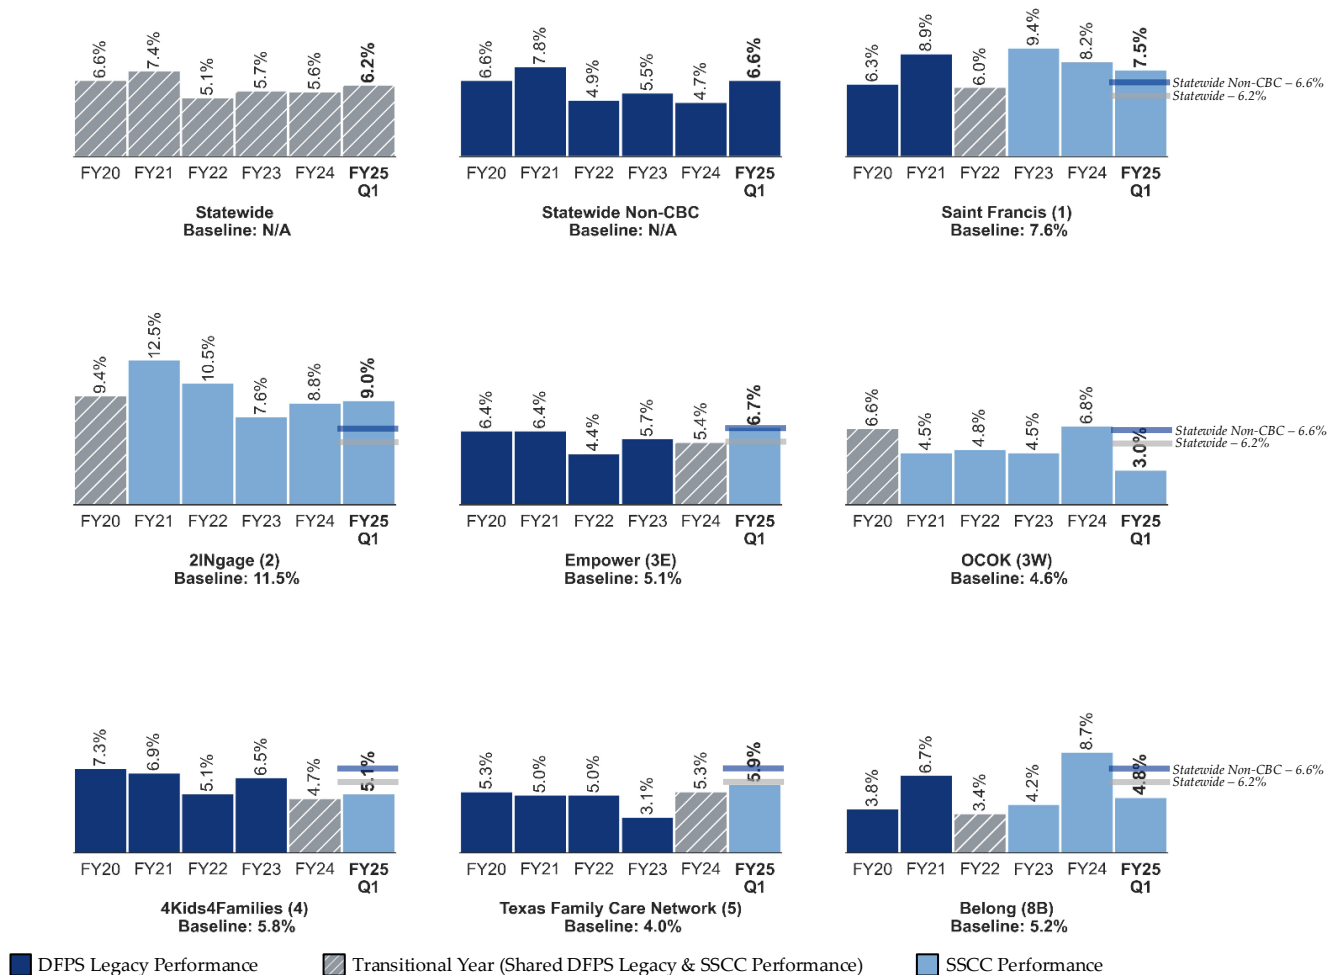 6.6% 7.4% 5.1% 5.7% 5.6% 6.2%
FY20 FY21 FY22 FY23 FY24 FY25 Q1
Statewide
Baseline: N/A
6.6% 7.8% 4.9% 5.5% 4.7% 6.6%
FY20 FY21 FY22 FY23 FY24 FY25 Q1
Statewide Non-CBC
Baseline: N/A
6.3% 8.9% 6.0% 9.4% 8.2% 7.5%
Statewide Non-CBC – 6.6%
Statewide – 6.2%
FY20 FY21 FY22 FY23 FY24 FY25 Q1
Saint Francis (1)
Baseline: 7.6%
9.4% 12.5% 10.5% 7.6% 8.8% 9.0%
FY20 FY21 FY22 FY23 FY24 FY25 Q1
2INgage (2)
Baseline: 11.5%
6.4% 6.4% 4.4% 5.7% 5.4% 6.7%
FY20 FY21 FY22 FY23 FY24 FY25 Q1
Empower (3E)
Baseline: 5.1%
6.6% 4.5% 4.8% 4.5% 6.8% 3.0%
Statewide Non-CBC – 6.6%
Statewide – 6.2%
FY20 FY21 FY22 FY23 FY24 FY25 Q1
OCOK (3W)
Baseline: 4.6%
7.3% 6.9% 5.1% 6.5% 4.7% 5.1%
FY20 FY21 FY22 FY23 FY24 FY25 Q1
4Kids4Families (4)
Baseline: 5.8%
5.3% 5.0% 5.0% 3.1% 5.3% 5.9%
FY20 FY21 FY22 FY23 FY24 FY25 Q1
Texas Family Care Network (5)
Baseline: 4.0%
3.8% 6.7% 3.4% 4.2% 8.7% 4.8%
Statewide Non-CBC – 6.6%
Statewide – 6.2%
FY20 FY21 FY22 FY23 FY24 FY25 Q1
Belong (8B)
Baseline: 5.2%
DFPS Legacy Performance
Transitional Year (Shared DFPS Legacy & SSCC Performance)
SSCC Performance